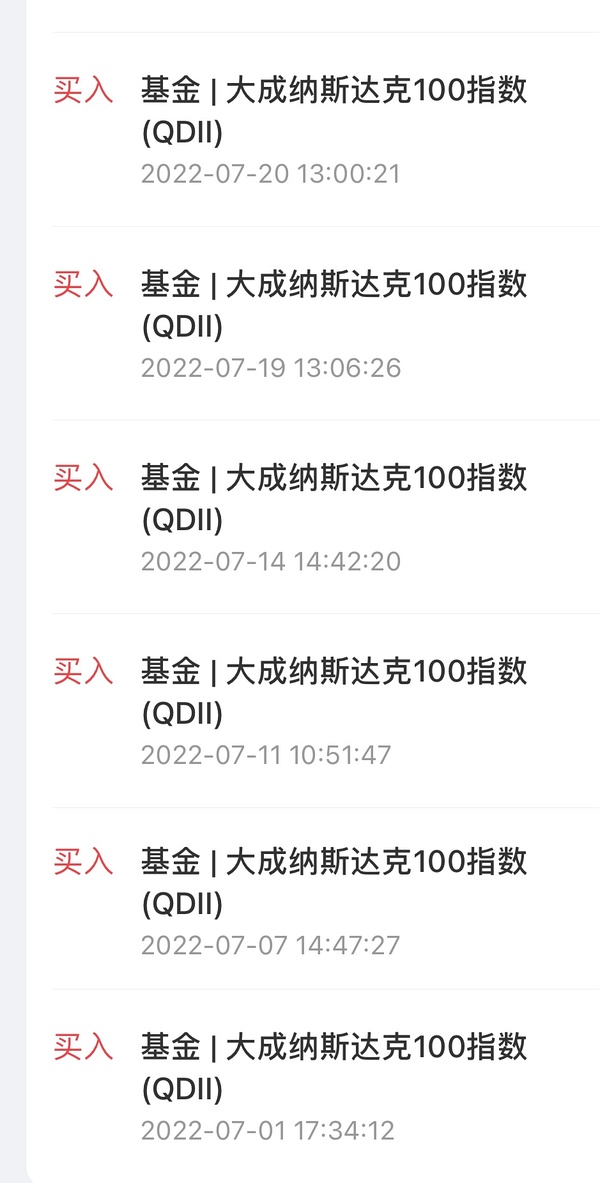 买入 基金 | 大成纳斯达克100指数
(QDII)
2022-07-20 13:00:21
买入 基金 | 大成纳斯达克100指数
(QDII)
2022-07-19 13:06:26
买入 基金 | 大成纳斯达克100指数
(QDII)
2022-07-14 14:42:20
买入 基金 | 大成纳斯达克100指数
(QDII)
2022-07-11 10:51:47
买入 基金 | 大成纳斯达克100指数
(QDII)
2022-07-07 14:47:27
买入 基金 | 大成纳斯达克100指数
(QDII)
2022-07-01 17:34:12